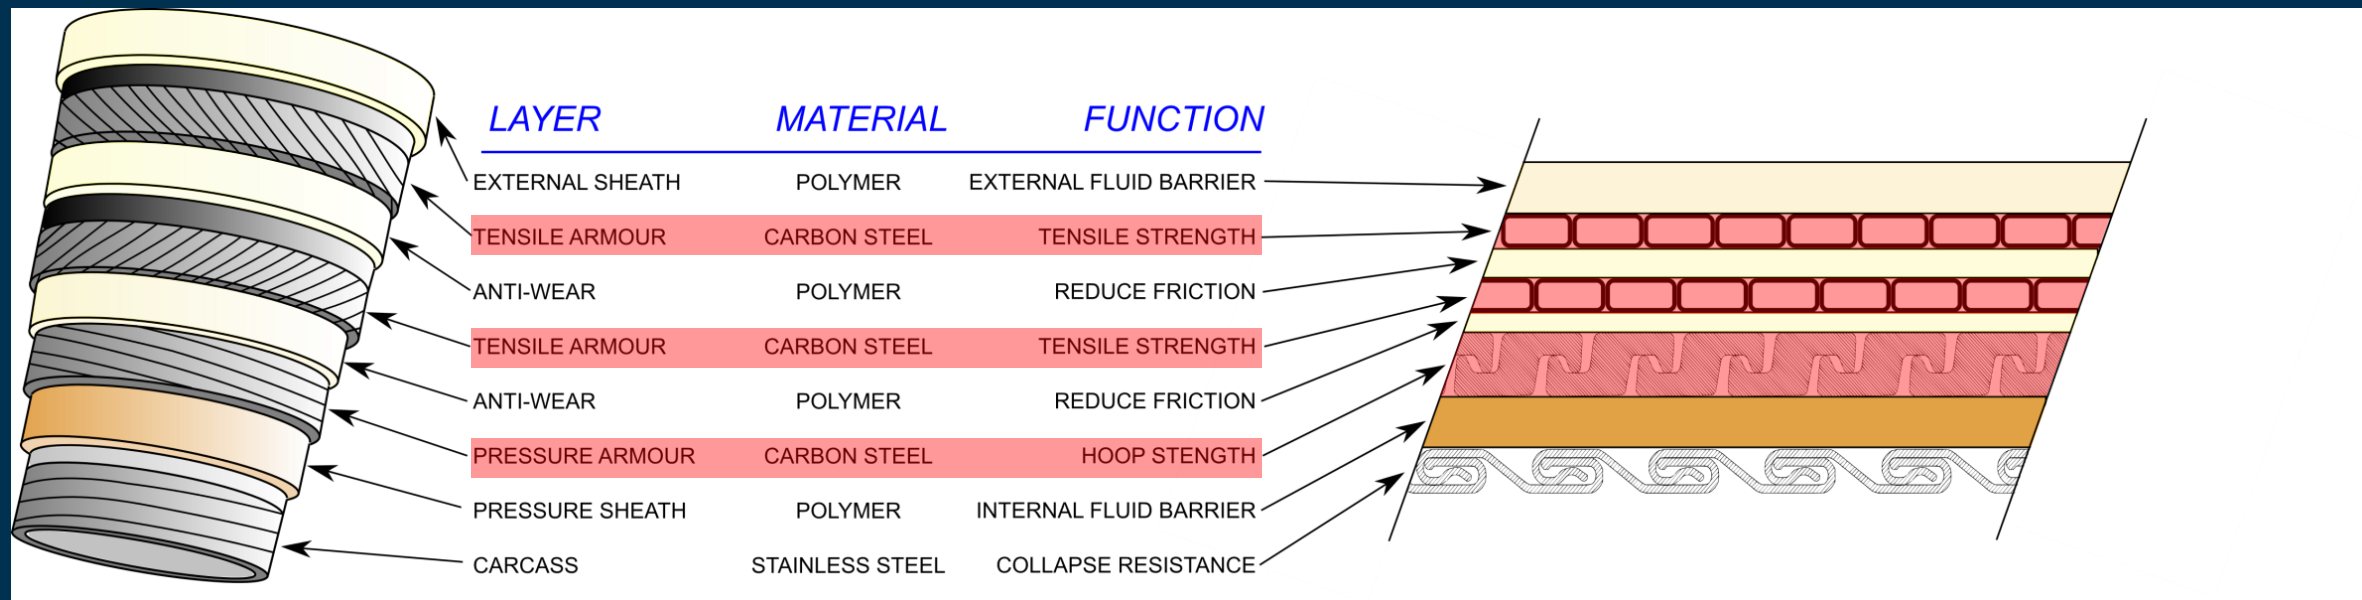 LAYER MATERIAL FUNCTION
EXTERNAL SHEATH POLYMER EXTERNAL FLUID BARRIER
TENSILE ARMOUR CARBON STEEL TENSILE STRENGTH
ANTI-WEAR POLYMER REDUCE FRICTION
TENSILE ARMOUR CARBON STEEL TENSILE STRENGTH
ANTI-WEAR POLYMER REDUCE FRICTION
PRESSURE ARMOUR CARBON STEEL HOOP STENGTH
PRESSURE SHEATH POLYMER INTERNAL FLUID BARRIER
CARCASS STAINLESS STEEL COLLAPSE RESISTANCE